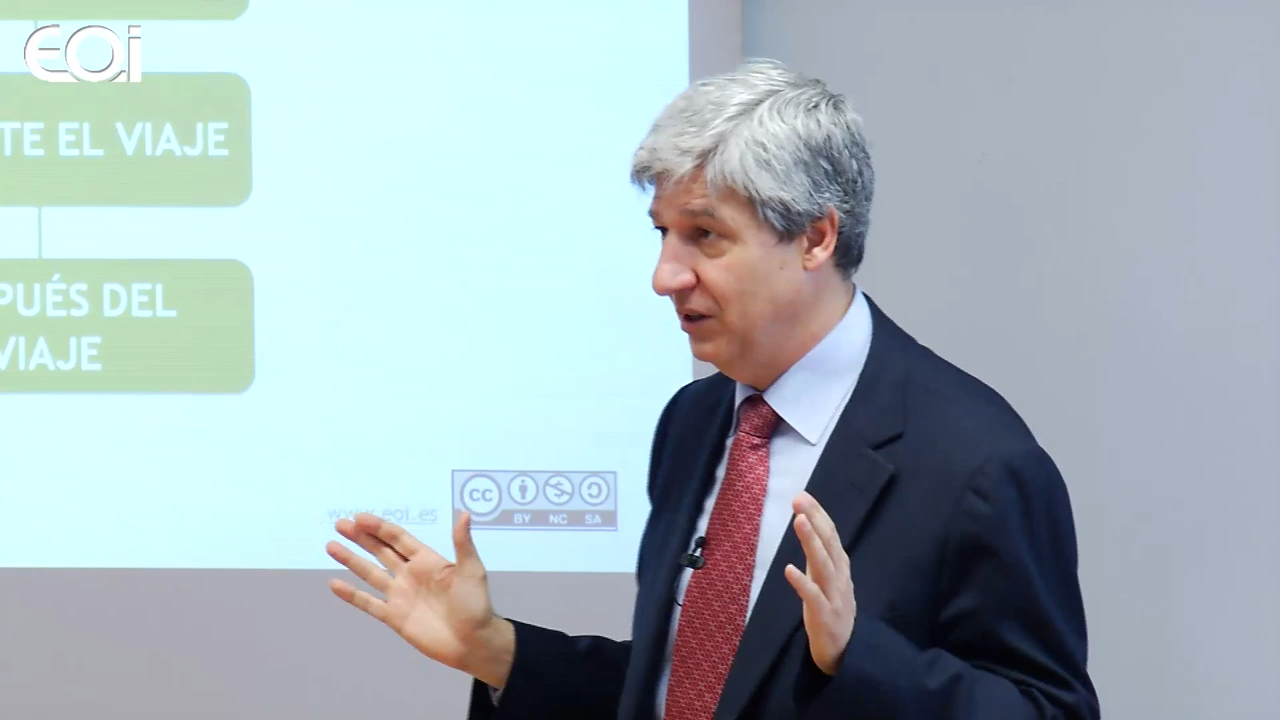 EOi
TE EL VIAJE
PUÉS DEL
VIAJE
www.eoi.es
cc
BY NC SA